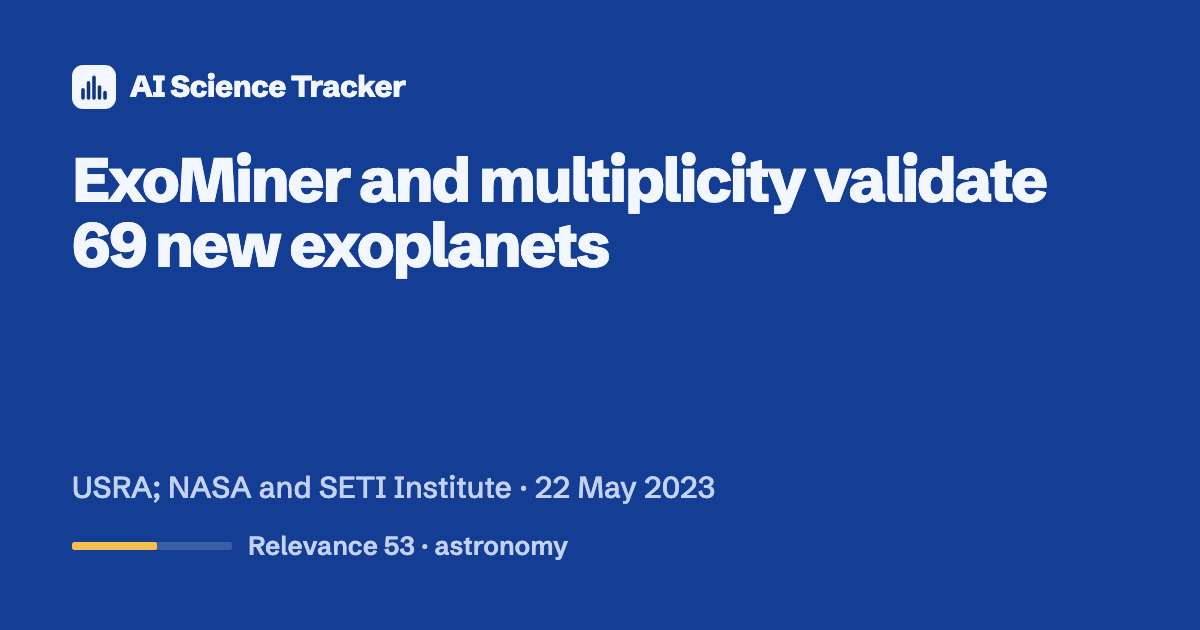 AI Science Tracker
ExoMiner and multiplicity validate
69 new exoplanets
USRA; NASA and SETI Institute · 22 May 2023
Relevance 53 · astronomy